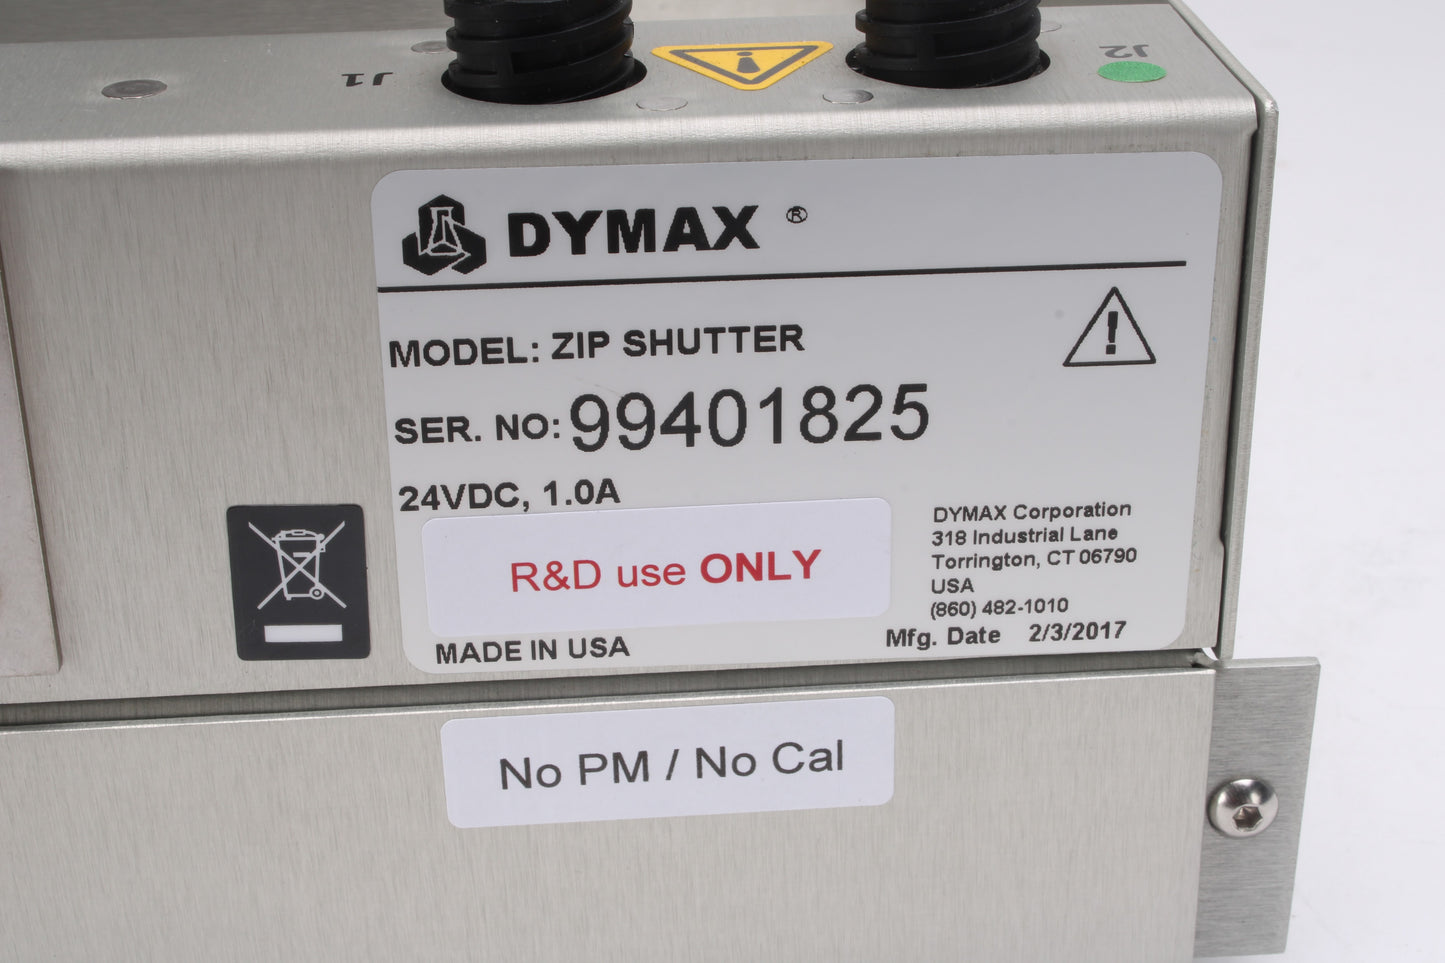 J1
J2
DYMAX ®
MODEL: ZIP SHUTTER
SER. NO: 99401825
24VDC, 1.0A
R&D use ONLY
MADE IN USA
DYMAX Corporation
318 Industrial Lane
Torrington, CT 06790
USA
(860) 482-1010
Mfg. Date 2/3/2017
No PM / No Cal